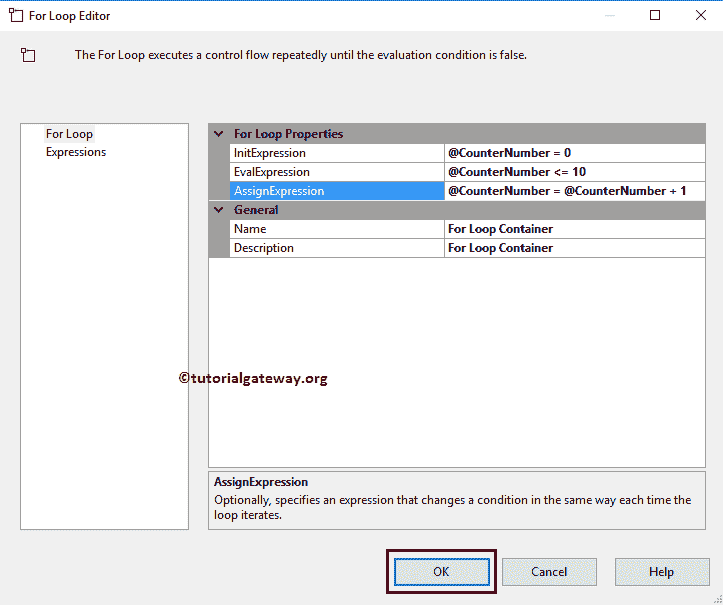 For Loop Editor
The For Loop executes a control flow repeatedly until the evaluation condition is false.
For Loop
Expressions
For Loop Properties
InitExpression @CounterNumber = 0
EvalExpression @CounterNumber <= 10
AssignExpression @CounterNumber = @CounterNumber + 1
General
Name For Loop Container
Description For Loop Container
©tutorialgateway.org
AssignExpression
Optionally, specifies an expression that changes a condition in the same way each time the
loop iterates.
OK Cancel Help